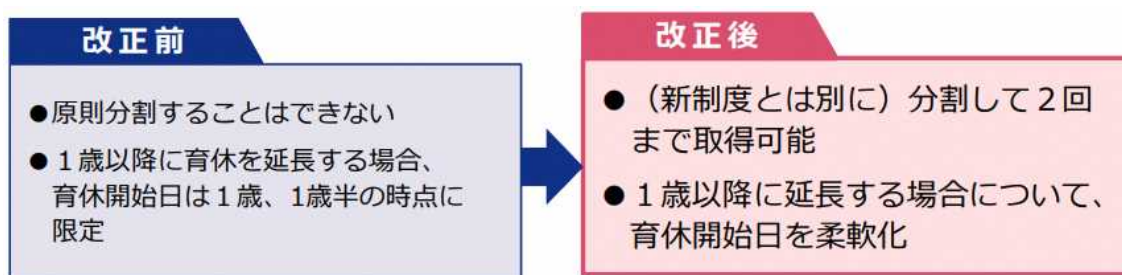 改正前
●原則分割することはできない
●１歳以降に育休を延長する場合、
育休開始日は１歳、1歳半の時点に
限定
改正後
●（新制度とは別に）分割して２回
まで取得可能
●１歳以降に延長する場合について、
育休開始日を柔軟化